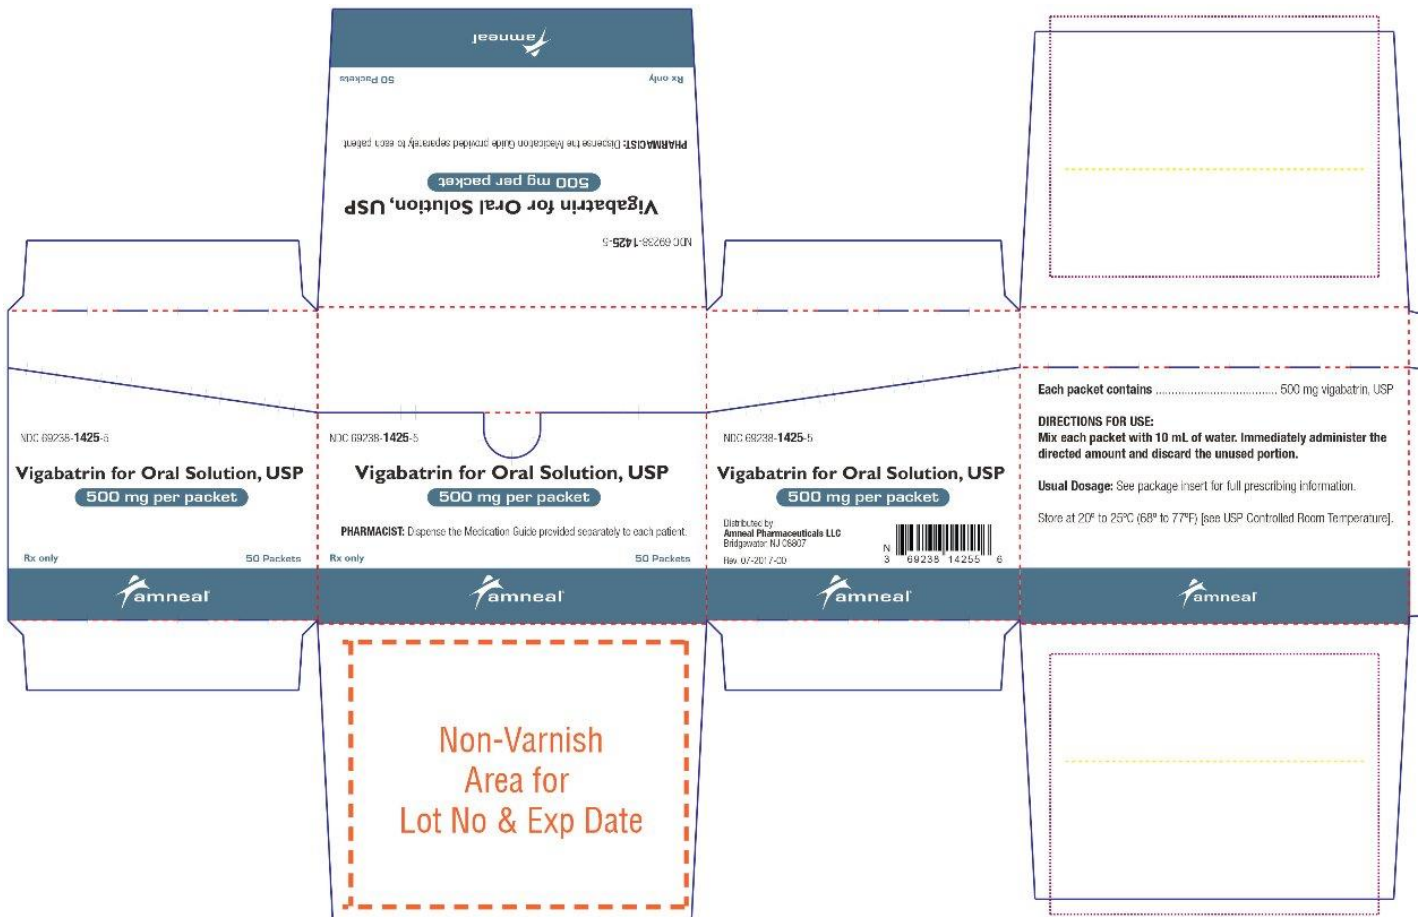 amneal
50 Packets
Rx only
PHARMACIST: Dispense the Medication Guide provided separately to each patient
500 mg per packet
Vigabatrin for Oral Solution, USP
NDC 69238-1425-5
NDC 69238-1425-5
Vigabatrin for Oral Solution, USP
500 mg per packet
Rx only
50 Packets
amneal
NDC 69238-1425-5
Vigabatrin for Oral Solution, USP
500 mg per packet
PHARMACIST: Dispense the Medication Guide provided separately to each patient.
Rx only
50 Packets
amneal
NDC 69238-1425-5
Vigabatrin for Oral Solution, USP
500 mg per packet
Distributed by
Amneal Pharmaceuticals LLC
Bridgewater, NJ 08807
Rev. 07-2017-00
N
3 69238 14255 6
amneal
Each packet contains ....................................... 500 mg vigabatrin, USP
DIRECTIONS FOR USE:
Mix each packet with 10 mL of water. Immediately administer the
directed amount and discard the unused portion.
Usual Dosage: See package insert for full prescribing information.
Store at 20º to 25ºC (68º to 77ºF) [see USP Controlled Room Temperature].
amneal
Non-Varnish
Area for
Lot No & Exp Date